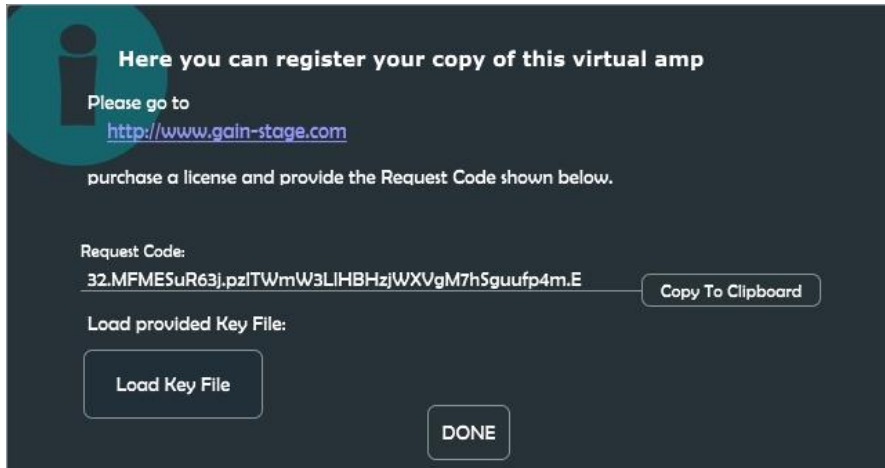 Here you can register your copy of this virtual amp
Please go to
http://www.gain-stage.com
purchase a license and provide the Request Code shown below.
Request Code:
32.MFMESuR63j.pzlTWmW3LlHBHzjWXVgM7hSguufp4m.E
Copy To Clipboard
Load provided Key File:
Load Key File
DONE